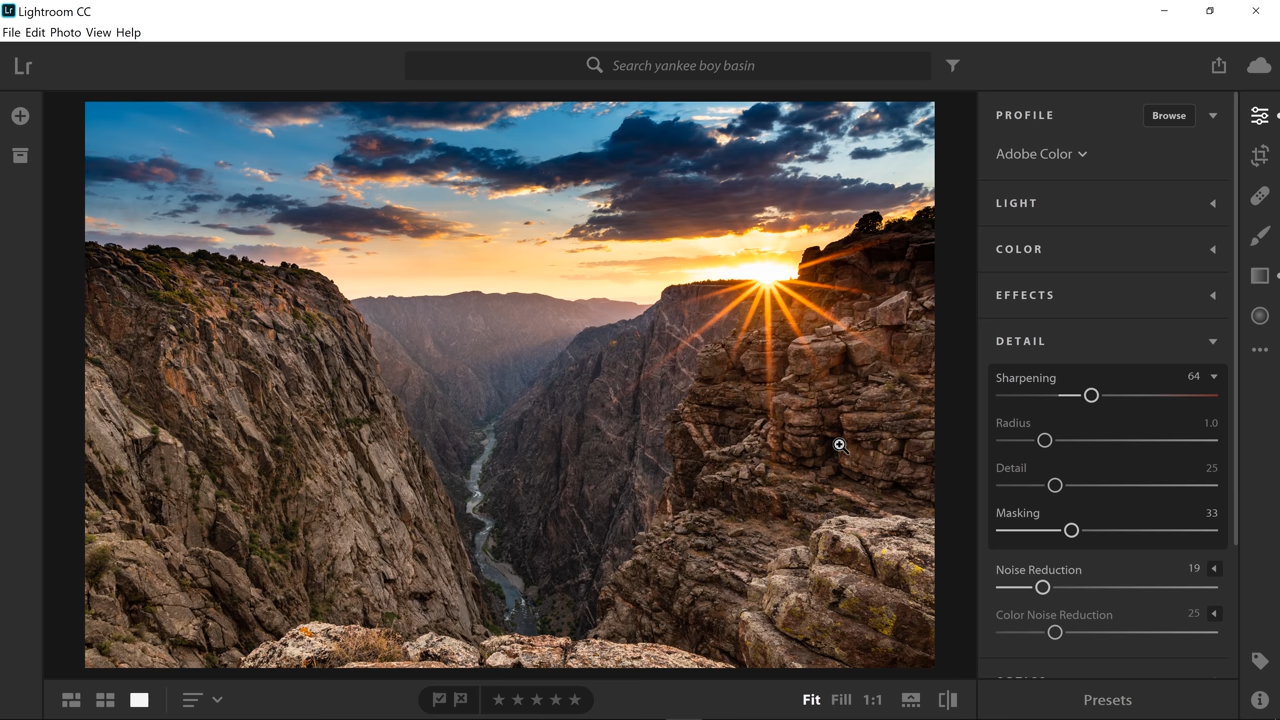 Lr Lightroom CC
File Edit Photo View Help
Lr
Search yankee boy basin
PROFILE
Browse
Adobe Color
LIGHT
COLOR
EFFECTS
DETAIL
Sharpening 64
Radius 1.0
Detail 25
Masking 33
Noise Reduction 19
Color Noise Reduction 25
Fit Fill 1:1
Presets